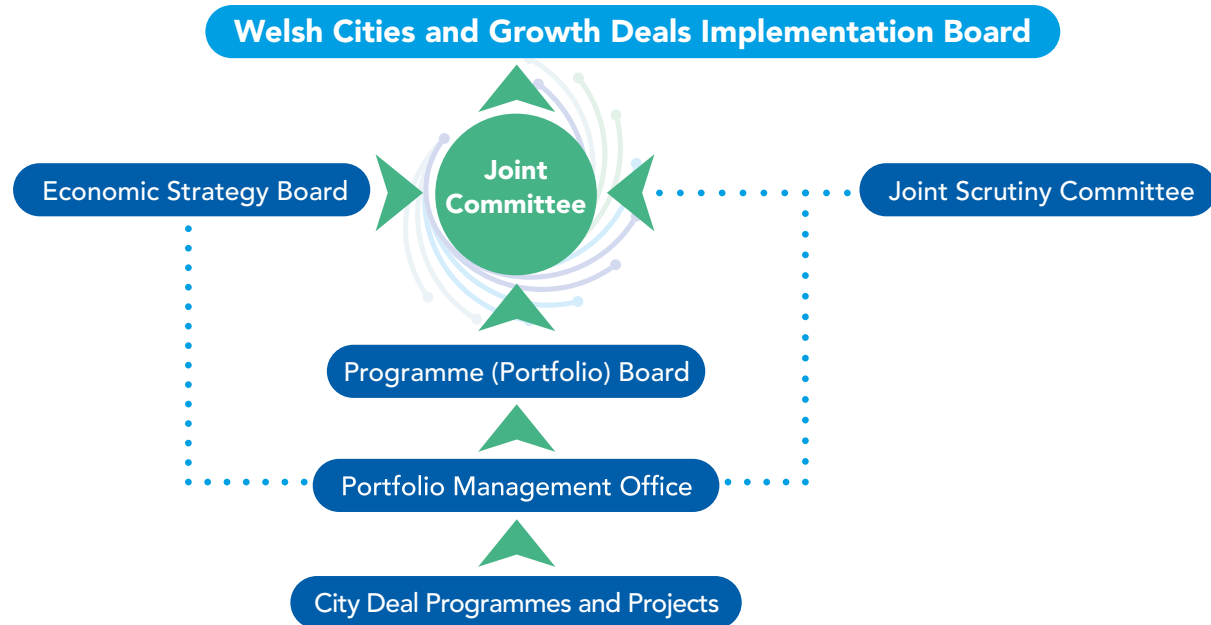 Welsh Cities and Growth Deals Implementation Board
Joint
Committee
Economic Strategy Board
Joint Scrutiny Committee
Programme (Portfolio) Board
Portfolio Management Office
City Deal Programmes and Projects